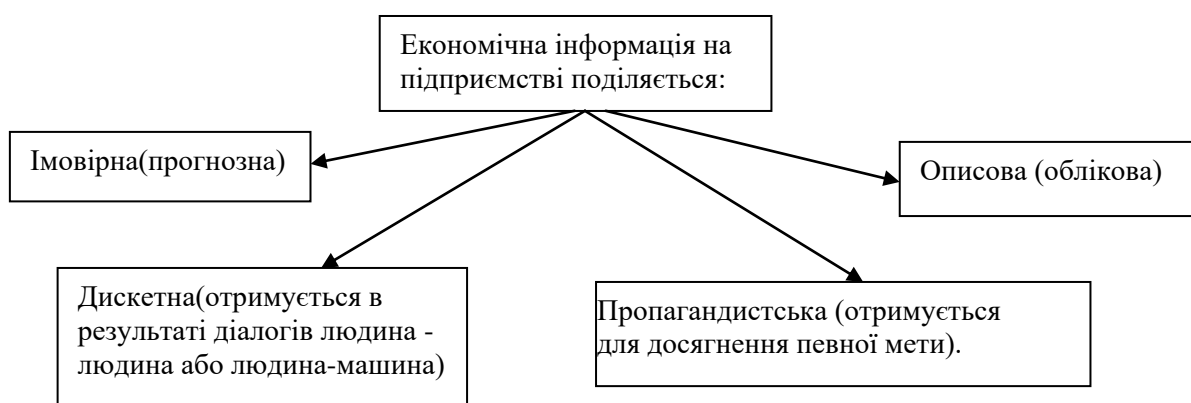 Економічна інформація на
підприємстві поділяється:
Імовірна(прогнозна)
Описова (облікова)
Дискетна(отримується в
результаті діалогів людина -
людина або людина-машина)
Пропагандистська (отримується
для досягнення певної мети).